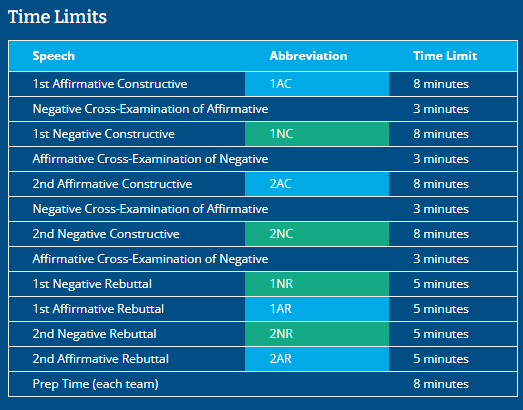 Time Limits
Speech Abbreviation Time Limit
1st Affirmative Constructive 1AC 8 minutes
Negative Cross-Examination of Affirmative 3 minutes
1st Negative Constructive 1NC 8 minutes
Affirmative Cross-Examination of Negative 3 minutes
2nd Affirmative Constructive 2AC 8 minutes
Negative Cross-Examination of Affirmative 3 minutes
2nd Negative Constructive 2NC 8 minutes
Affirmative Cross-Examination of Negative 3 minutes
1st Negative Rebuttal 1NR 5 minutes
1st Affirmative Rebuttal 1AR 5 minutes
2nd Negative Rebuttal 2NR 5 minutes
2nd Affirmative Rebuttal 2AR 5 minutes
Prep Time (each team) 8 minutes